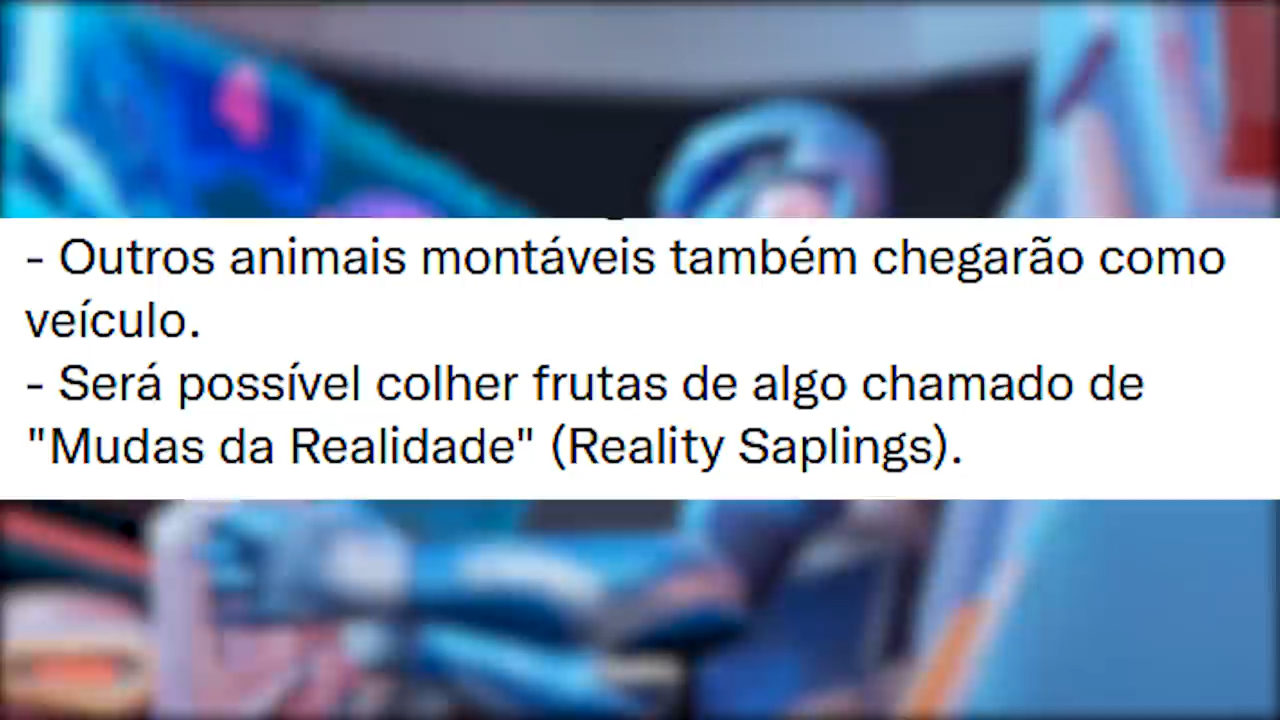 - Outros animais montáveis também chegarão como
veículo.
- Será possível colher frutas de algo chamado de
"Mudas da Realidade" (Reality Saplings).